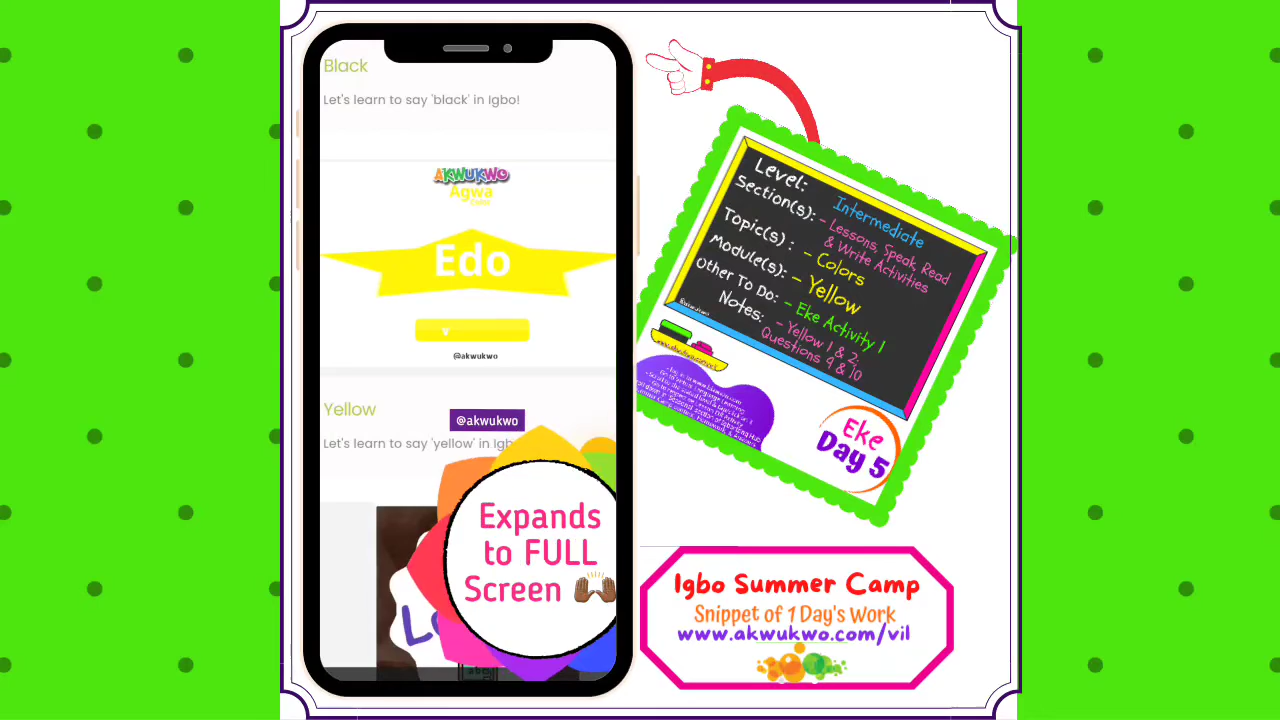 Black
Let's learn to say 'black' in Igbo!
AKWUKWO
Agwa
Edo
@akwukwo
Yellow
@akwukwo
Let's learn to say 'yellow' in Igb
Expands
to FULL
Screen 🙌🏾
Level:
Intermediate
Section(s):
- Lessons, Speak, Read
& Write Activities
Topic(s) :
- Colors
Module(s):
- Yellow
Other To Do:
- Eke Activity 1
Notes:
- Yellow 1 & 2,
Questions 9 & 10
Eke
Day 5
Igbo Summer Camp
Snippet of 1 Day's Work
www.akwukwo.com/vil